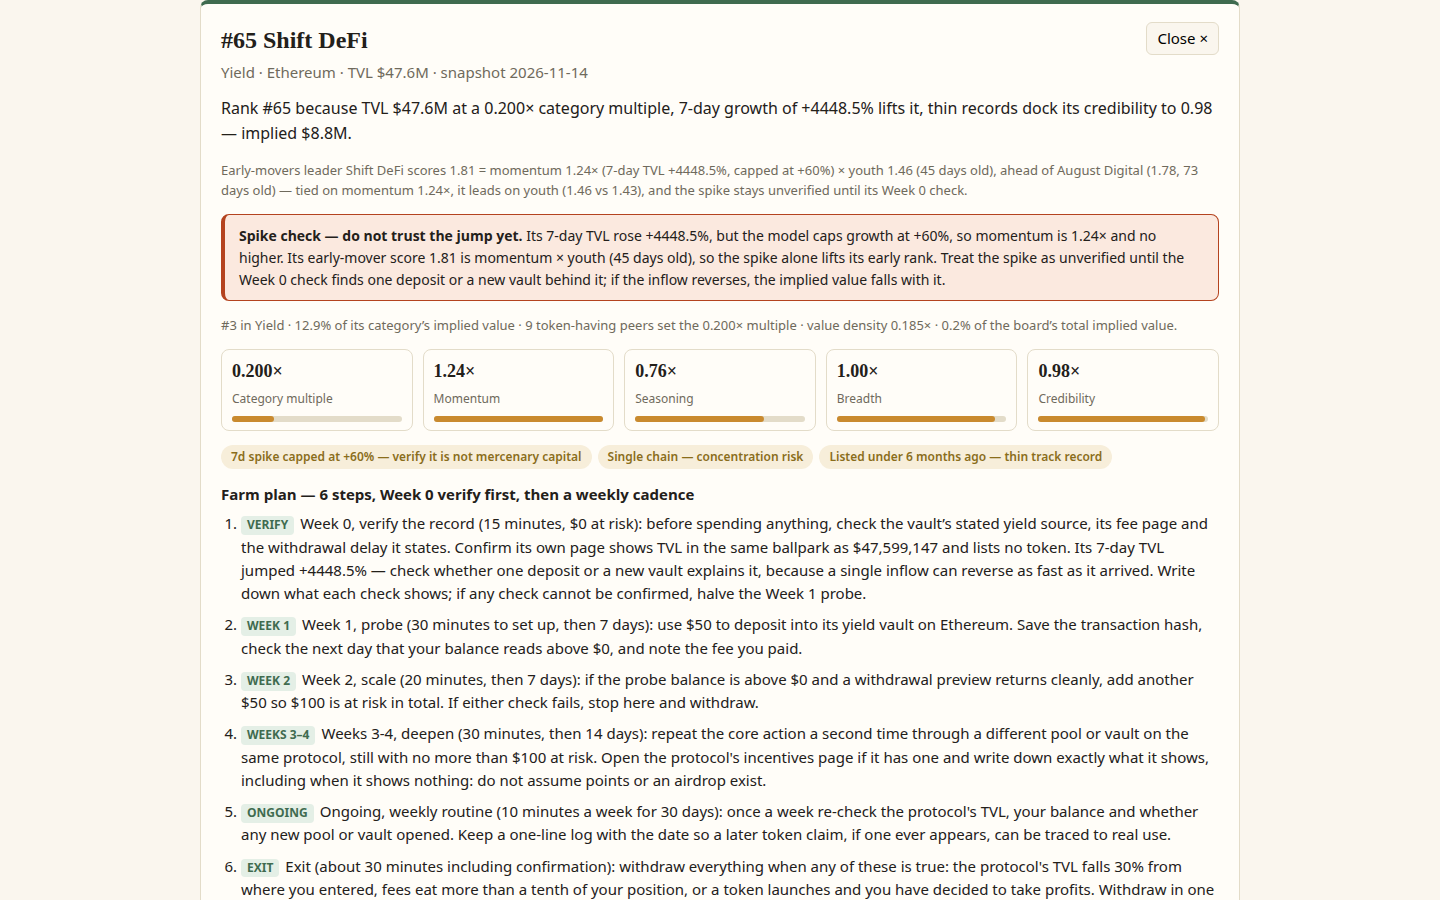 #65 Shift DeFi
Close ×
Yield · Ethereum · TVL $47.6M · snapshot 2026-11-14
Rank #65 because TVL $47.6M at a 0.200× category multiple, 7-day growth of +4448.5% lifts it, thin records dock its credibility to 0.98
— implied $8.8M.
Early-movers leader Shift DeFi scores 1.81 = momentum 1.24× (7-day TVL +4448.5%, capped at +60%) × youth 1.46 (45 days old), ahead of August Digital (1.78, 73
days old) — tied on momentum 1.24×, it leads on youth (1.46 vs 1.43), and the spike stays unverified until its Week 0 check.
Spike check — do not trust the jump yet. Its 7-day TVL rose +4448.5%, but the model caps growth at +60%, so momentum is 1.24× and no
higher. Its early-mover score 1.81 is momentum × youth (45 days old), so the spike alone lifts its early rank. Treat the spike as unverified until the
Week 0 check finds one deposit or a new vault behind it; if the inflow reverses, the implied value falls with it.
#3 in Yield · 12.9% of its category's implied value · 9 token-having peers set the 0.200× multiple · value density 0.185× · 0.2% of the board's total implied value.
0.200×
Category multiple
1.24×
Momentum
0.76×
Seasoning
1.00×
Breadth
0.98×
Credibility
7d spike capped at +60% — verify it is not mercenary capital
Single chain — concentration risk
Listed under 6 months ago — thin track record
Farm plan — 6 steps, Week 0 verify first, then a weekly cadence
1. VERIFY Week 0, verify the record (15 minutes, $0 at risk): before spending anything, check the vault's stated yield source, its fee page and
the withdrawal delay it states. Confirm its own page shows TVL in the same ballpark as $47,599,147 and lists no token. Its 7-day TVL
jumped +4448.5% — check whether one deposit or a new vault explains it, because a single inflow can reverse as fast as it arrived. Write
down what each check shows; if any check cannot be confirmed, halve the Week 1 probe.
2. WEEK 1 Week 1, probe (30 minutes to set up, then 7 days): use $50 to deposit into its yield vault on Ethereum. Save the transaction hash,
check the next day that your balance reads above $0, and note the fee you paid.
3. WEEK 2 Week 2, scale (20 minutes, then 7 days): if the probe balance is above $0 and a withdrawal preview returns cleanly, add another
$50 so $100 is at risk in total. If either check fails, stop here and withdraw.
4. WEEKS 3–4 Weeks 3-4, deepen (30 minutes, then 14 days): repeat the core action a second time through a different pool or vault on the
same protocol, still with no more than $100 at risk. Open the protocol's incentives page if it has one and write down exactly what it shows,
including when it shows nothing: do not assume points or an airdrop exist.
5. ONGOING Ongoing, weekly routine (10 minutes a week for 30 days): once a week re-check the protocol's TVL, your balance and whether
any new pool or vault opened. Keep a one-line log with the date so a later token claim, if one ever appears, can be traced to real use.
6. EXIT Exit (about 30 minutes including confirmation): withdraw everything when any of these is true: the protocol's TVL falls 30% from
where you entered, fees eat more than a tenth of your position, or a token launches and you have decided to take profits. Withdraw in one